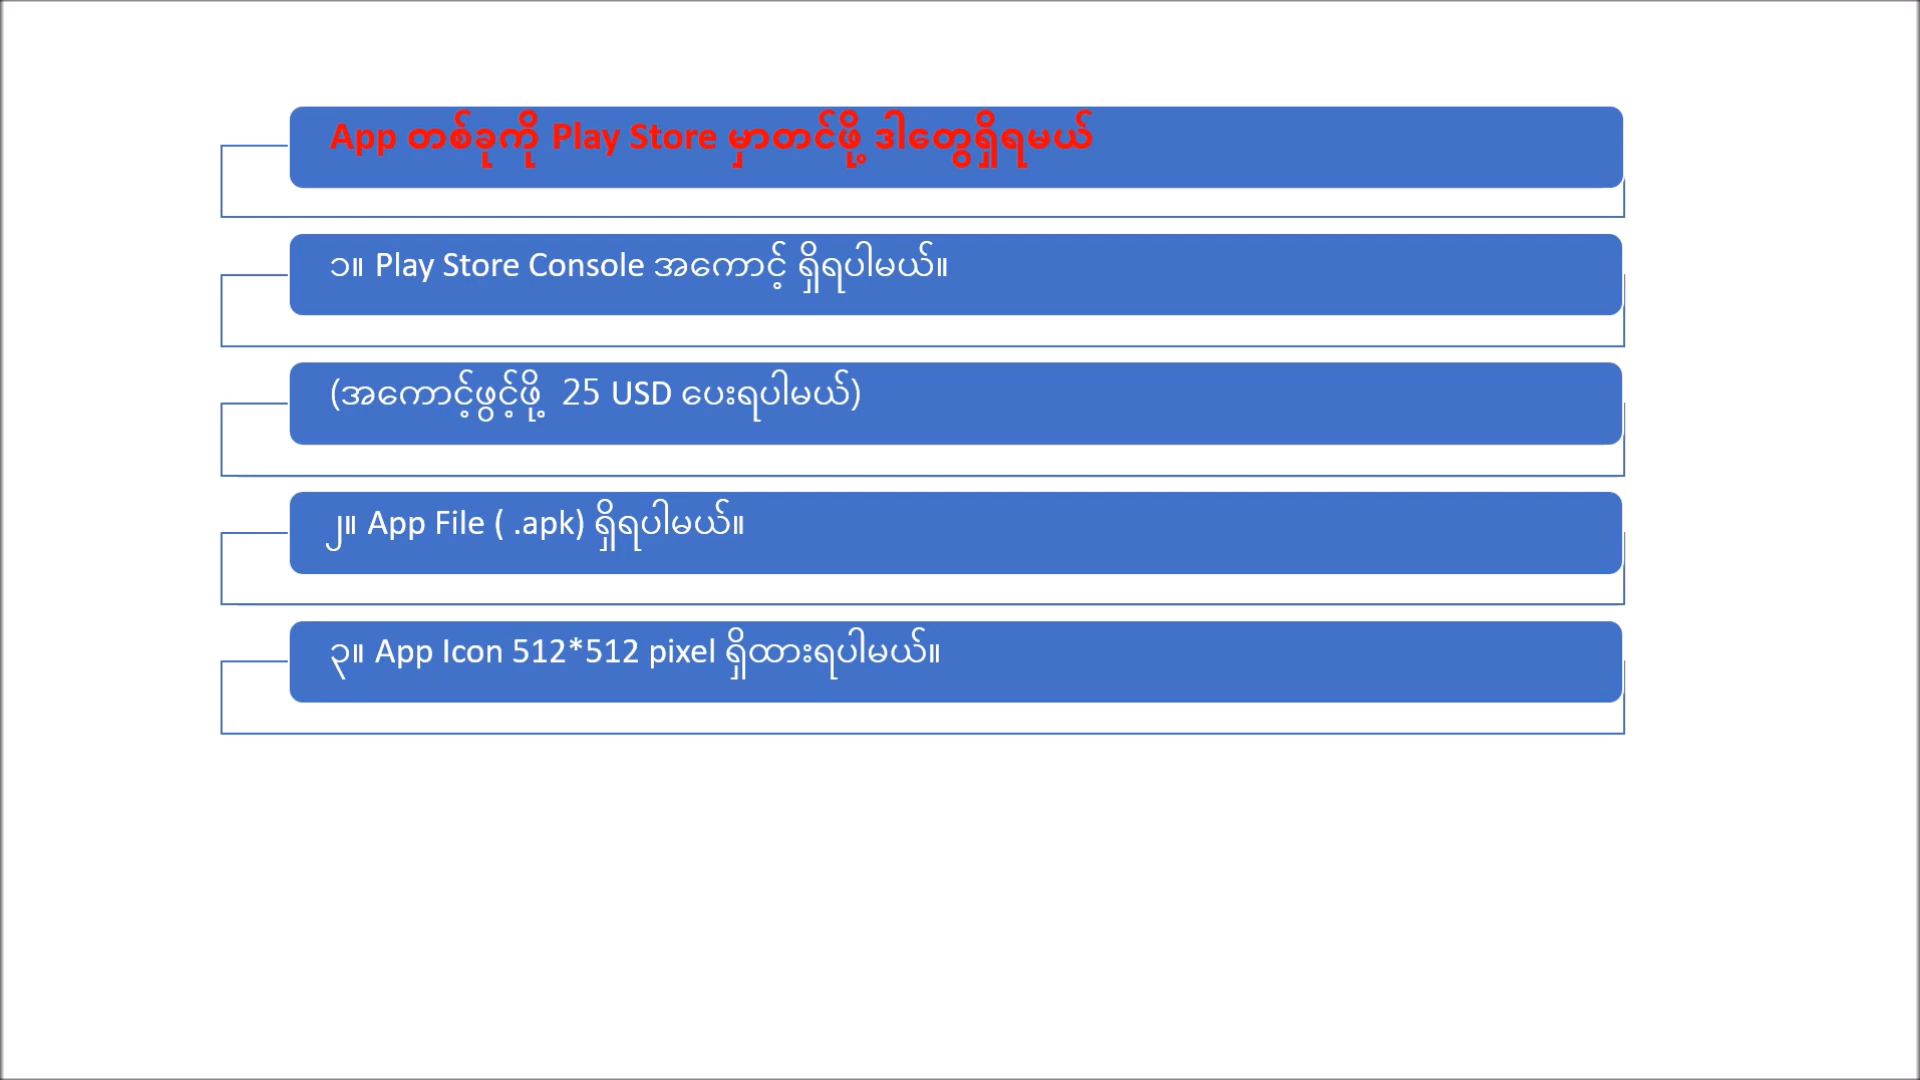 App တစ်ခုကို Play Store မှာတင်ဖို့ ဒါတွေရှိရမယ်
၁။ Play Store Console အကောင့် ရှိရပါမယ်။
(အကောင့်ဖွင့်ဖို့ 25 USD ပေးရပါမယ်)
၂။ App File ( .apk) ရှိရပါမယ်။
၃။ App Icon 512*512 pixel ရှိထားရပါမယ်။